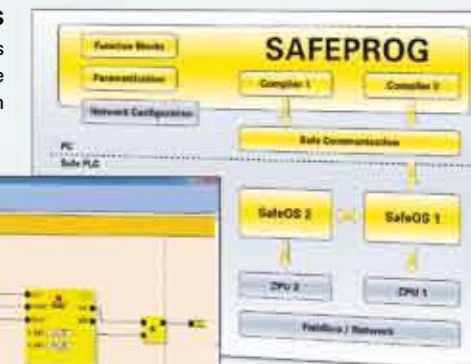 s
s
e
n
SAFEPROG
Function Blocks
Parametrization
Network Configuration
Compiler 1
Compiler 2
Safe Communication
PC
Safe PLC
SafeOS 2
SafeOS 1
CPU 2
CPU 1
Fieldbus / Network
&